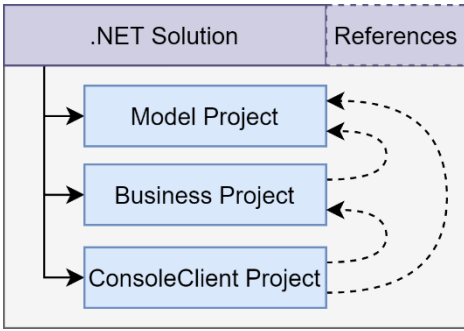 .NET Solution
References
Model Project
Business Project
ConsoleClient Project